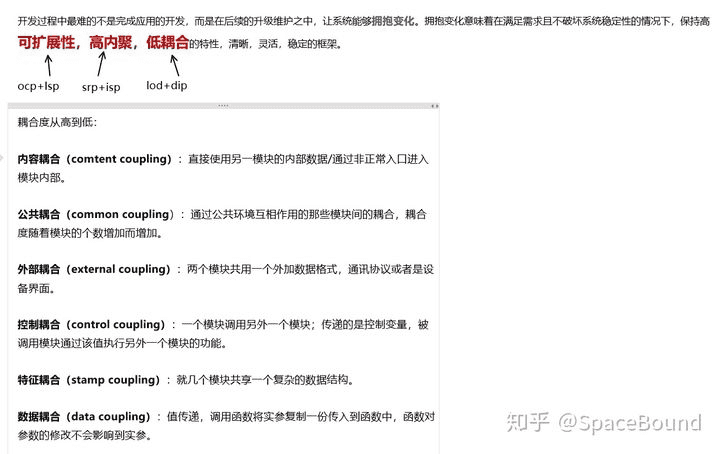 开发过程中最难的不是完成应用的开发，而是在后续的升级维护之中，让系统能够拥抱变化。拥抱变化意味着在满足需求且不破坏系统稳定性的情况下，保持高
可扩展性，高内聚，低耦合的特性，清晰，灵活，稳定的框架。
ocp+lsp srp+isp lod+dip
耦合度从高到低：
内容耦合（comtent coupling）：直接使用另一模块的内部数据/通过非正常入口进入
模块内部。
公共耦合（common coupling）：通过公共环境互相作用的那些模块间的耦合，耦合
度随着模块的个数增加而增加。
外部耦合（external coupling）：两个模块共用一个外加数据格式，通讯协议或者是设
备界面。
控制耦合（control coupling）：一个模块调用另外一个模块；传递的是控制变量，被
调用模块通过该值执行另外一个模块的功能。
特征耦合（stamp coupling）：就几个模块共享一个复杂的数据结构。
数据耦合（data coupling）：值传递，调用函数将实参复制一份传入到函数中，函数对
参数的修改不会影响到实参。
知乎 @SpaceBound